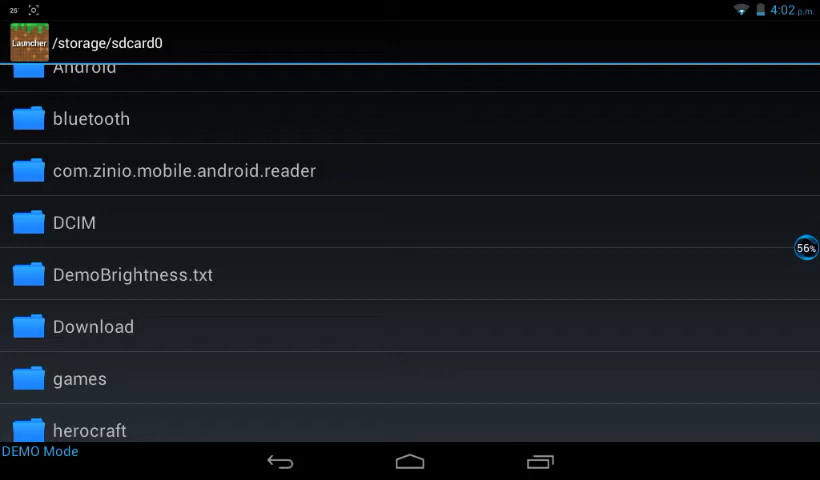 25°
4:02 p.m.
Launcher
/storage/sdcard0
Android
bluetooth
com.zinio.mobile.android.reader
DCIM
56%
DemoBrightness.txt
Download
games
herocraft
DEMO Mode